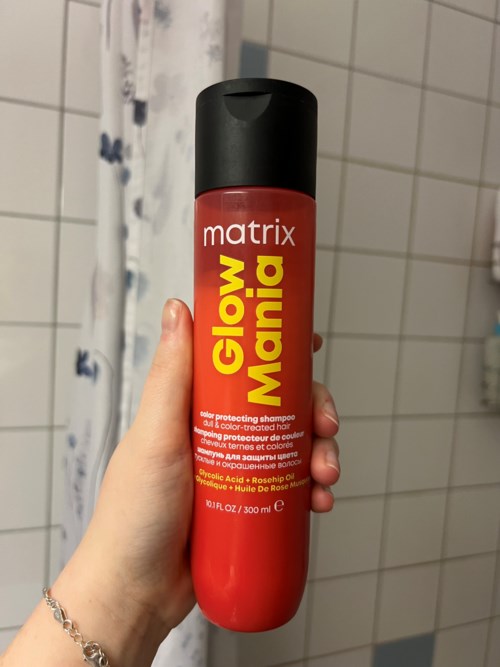 matrix
Glow
Mania
color protecting shampoo
dull & color-treated hair
shampoing protecteur de couleur
cheveux ternes et colorés
шампунь для защиты цвета
тусклые и окрашенные волосы
Glycolic Acid + Rosehip Oil
Glycolique + Huile De Rose
10.1 FL OZ / 300 ml ℮